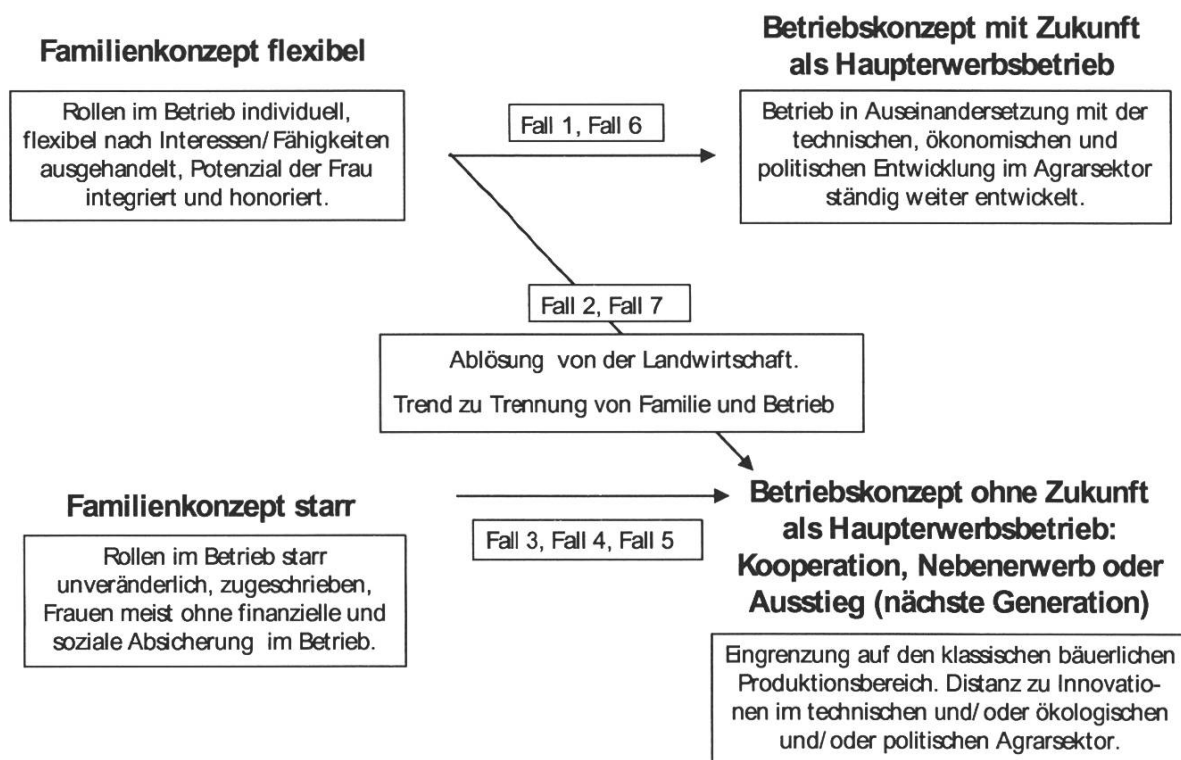 Familienkonzept flexibel
Rollen im Betrieb individuell,
flexibel nach Interessen/ Fähigkeiten
ausgehandelt, Potenzial der Frau
integriert und honoriert.
Fall 1, Fall 6
Betriebskonzept mit Zukunft
als Haupterwerbsbetrieb
Betrieb in Auseinandersetzung mit der
technischen, ökonomischen und
politischen Entwicklung im Agrarsektor
ständig weiter entwickelt.
Fall 2, Fall 7
Ablösung von der Landwirtschaft.
Trend zu Trennung von Familie und Betrieb
Familienkonzept starr
Rollen im Betrieb starr
unveränderlich, zugeschrieben,
Frauen meist ohne finanzielle und
soziale Absicherung im Betrieb.
Fall 3, Fall 4, Fall 5
Betriebskonzept ohne Zukunft
als Haupterwerbsbetrieb:
Kooperation, Nebenerwerb oder
Ausstieg (nächste Generation)
Eingrenzung auf den klassischen bäuerlichen
Produktionsbereich. Distanz zu Innovatio-
nen im technischen und/ oder ökologischen
und/ oder politischen Agrarsektor.